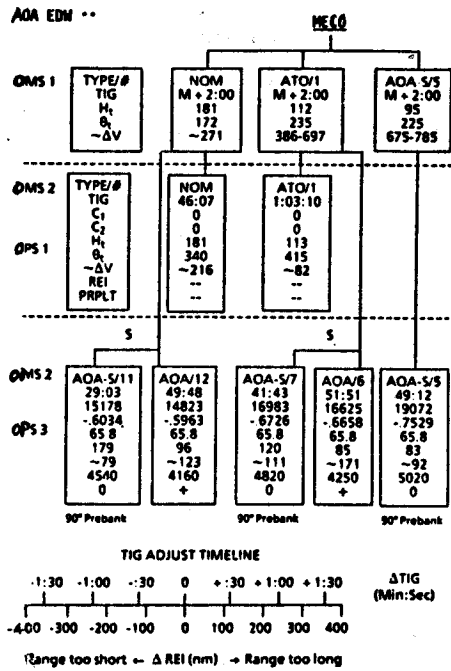 AOA EDW
MECO
OMS 1
TYPE/# NOM ATO/1 AOA-S/5
TIG M + 2:00 M + 2:00 M + 2:00
Ht 181 112 95
θt 172 235 225
~ΔV ~271 386-697 675-785
OMS 2
OPS 1
TYPE/# NOM ATO/1
TIG 46:07 1:03:10
C1 0 0
C2 0 0
Ht 181 113
θt 340 415
~ΔV ~216 ~82
REI -- --
PRPLT -- --
S S
OMS 2
OPS 3
AOA-S/11 AOA/12 AOA-S/7 AOA/6 AOA-S/5
29:03 49:48 41:43 51:51 49:12
15178 14823 16983 16625 19072
-.6034 -.5963 -.6726 -.6658 -.7529
65.8 65.8 65.8 65.8 65.8
179 96 120 85 83
~79 ~123 ~111 ~171 ~92
4540 4160 4820 4250 5020
0 + 0 + 0
90° Prebank 90° Prebank 90° Prebank
TIG ADJUST TIMELINE
-1:30 -1:00 -:30 0 +:30 +1:00 +1:30 ΔTIG
(Min:Sec)
-400 -300 -200 -100 0 100 200 300 400
Range too short ← Δ REI (nm) → Range too long